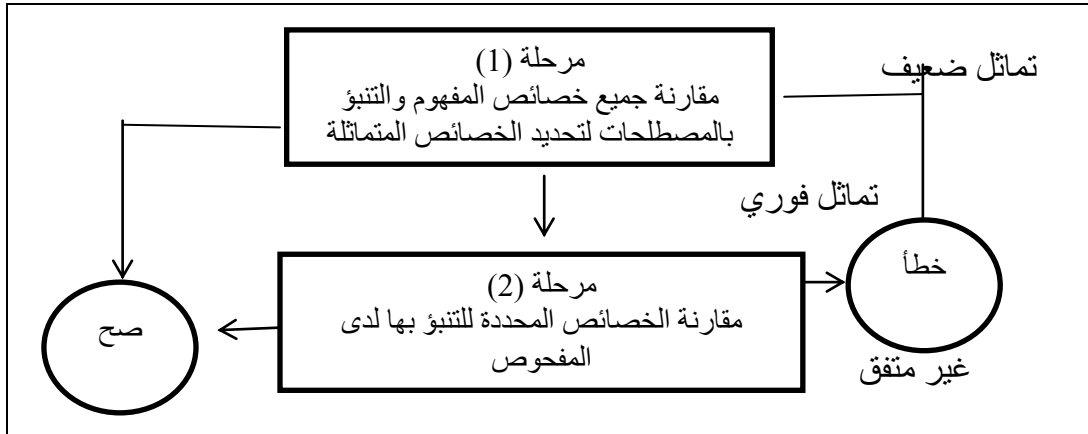 مرحلة (1)
مقارنة جميع خصائص المفهوم والتنبؤ
بالمصطلحات لتحديد الخصائص المتماثلة
تماثل ضعيف
تماثل فوري
خطأ
مرحلة (2)
مقارنة الخصائص المحددة للتنبؤ بها لدى
المفحوص
صح
غير متفق